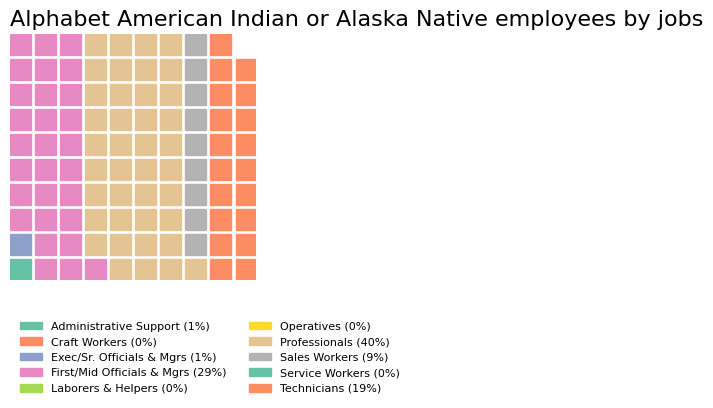 Alphabet American Indian or Alaska Native employees by jobs
Administrative Support (1%)
Craft Workers (0%)
Exec/Sr. Officials & Mgrs (1%)
First/Mid Officials & Mgrs (29%)
Laborers & Helpers (0%)
Operatives (0%)
Professionals (40%)
Sales Workers (9%)
Service Workers (0%)
Technicians (19%)